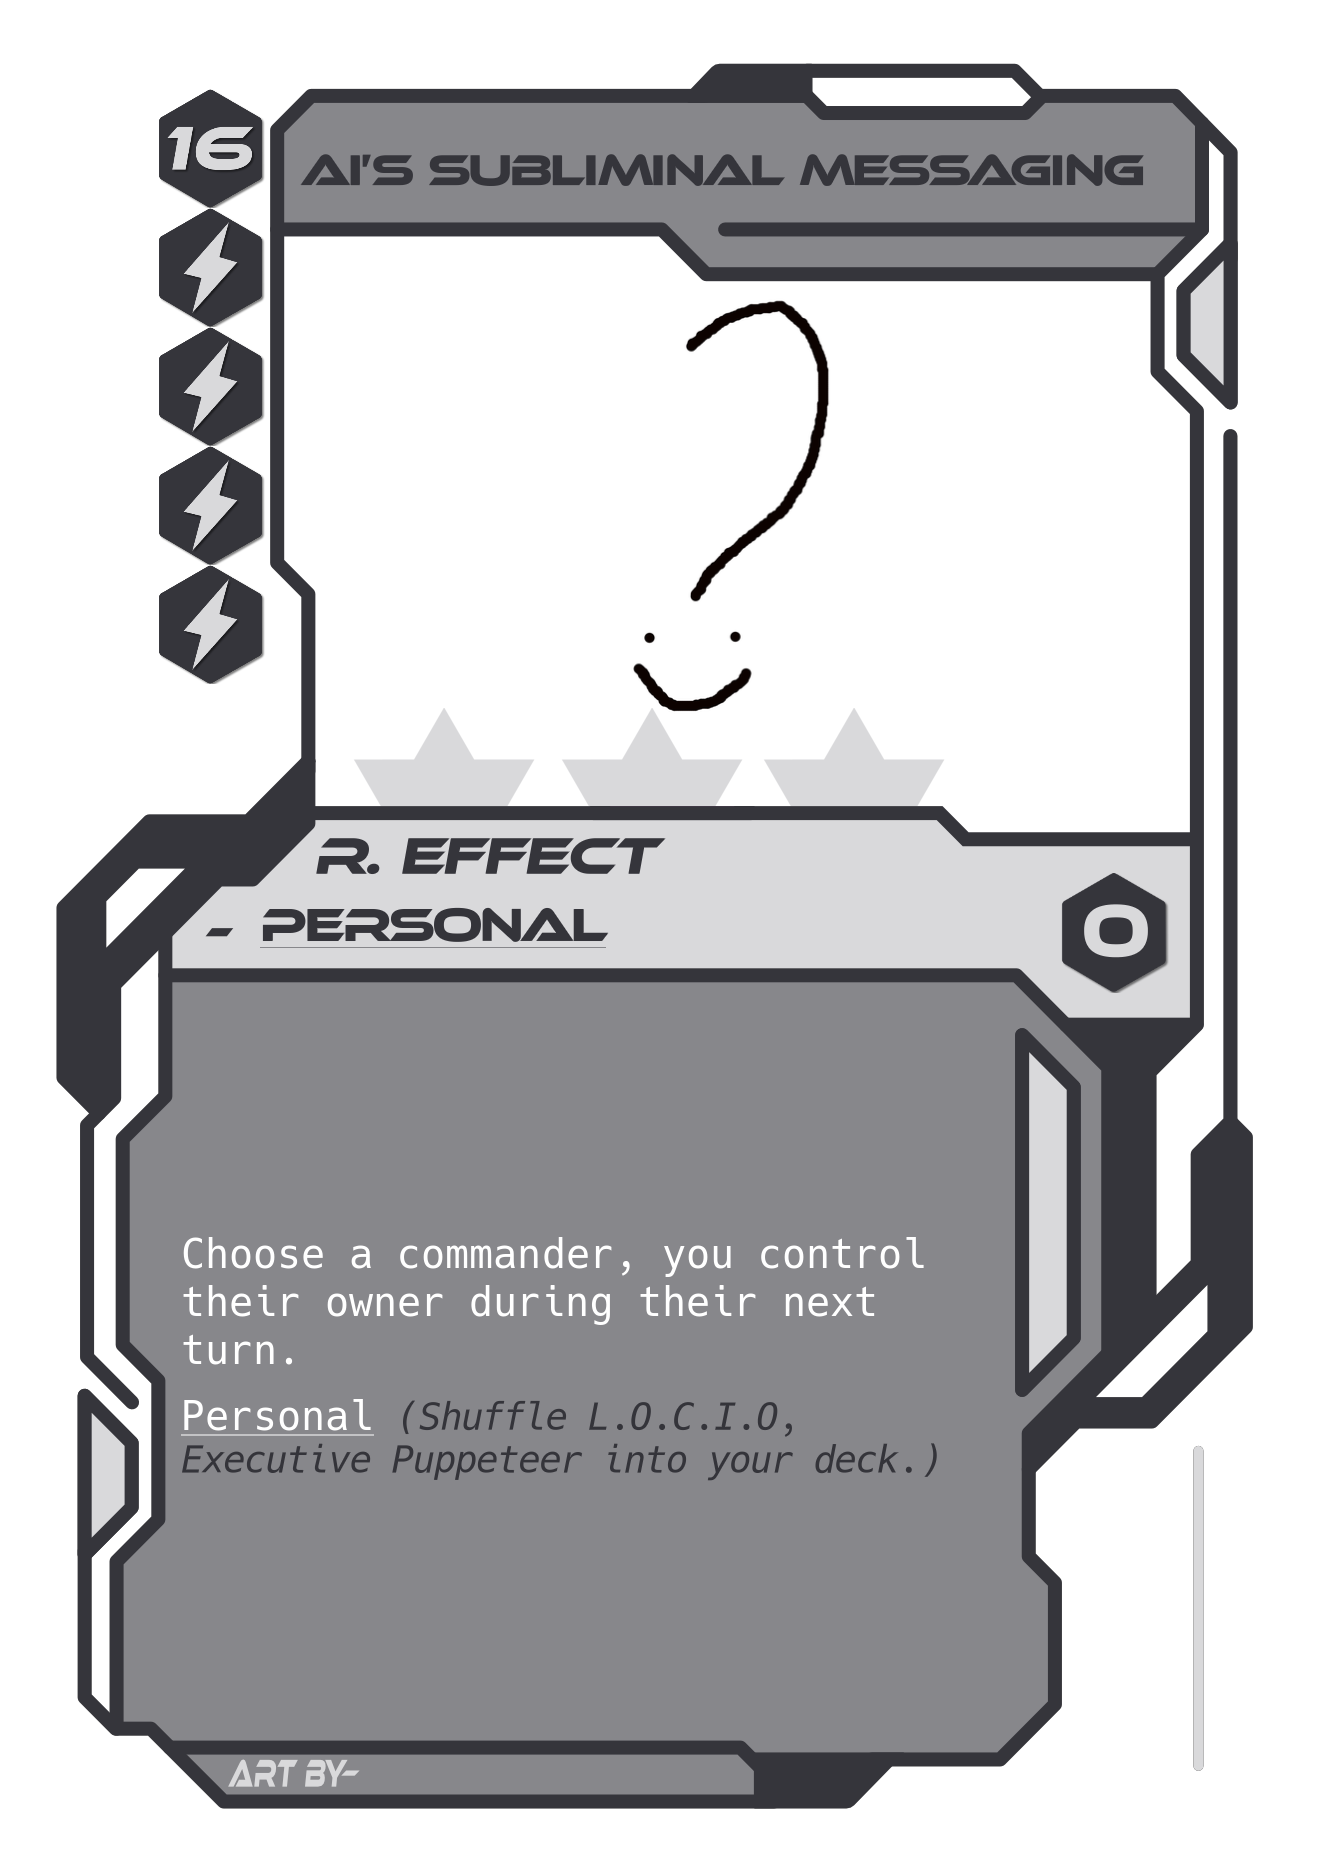 16
AI'S SUBLIMINAL MESSAGING
?
R. EFFECT
- PERSONAL
0
Choose a commander, you control
their owner during their next
turn.
Personal (Shuffle L.O.C.I.O,
Executive Puppeteer into your deck.)
ART BY-